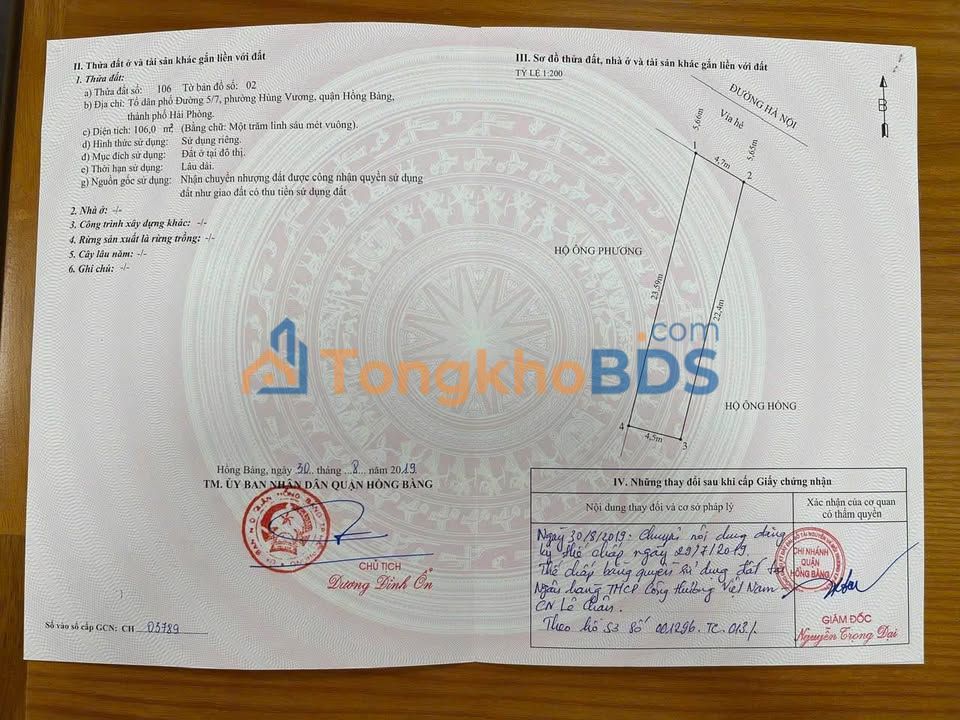 II. Thửa đất ở và tài sản khác gắn liền với đất
1. Thửa đất:
a) Thửa đất số: 106 Tờ bản đồ số: 02
b) Địa chỉ: Tổ dân phố Đường 5/7, phường Hùng Vương, quận Hồng Bàng,
thành phố Hải Phòng.
c) Diện tích: 106,0 m² (Bằng chữ: Một trăm linh sáu mét vuông).
d) Hình thức sử dụng: Sử dụng riêng.
đ) Mục đích sử dụng: Đất ở tại đô thị.
e) Thời hạn sử dụng: Lâu dài.
g) Nguồn gốc sử dụng: Nhận chuyển nhượng đất được công nhận quyền sử dụng
đất như giao đất có thu tiền sử dụng đất
2. Nhà ở: -/-
3. Công trình xây dựng khác: -/-
4. Rừng sản xuất là rừng trồng: -/-
5. Cây lâu năm: -/-
6. Ghi chú: -/-
Hồng Bàng, ngày 30 tháng 8 năm 2019
TM. ỦY BAN NHÂN DÂN QUẬN HỒNG BÀNG
CHỦ TỊCH
Dương Đình Ổn
Số vào sổ cấp GCN: CH 03789
III. Sơ đồ thửa đất, nhà ở và tài sản khác gắn liền với đất
TỶ LỆ 1:200
B
ĐƯỜNG HÀ NỘI
Vỉa hè
5,66m
5,65m
1
4,7m
2
HỘ ÔNG PHƯƠNG
23,59m
22,4m
HỘ ÔNG HÒNG
4
4,5m
3
TongkhoBDS.com
IV. Những thay đổi sau khi cấp Giấy chứng nhận
Nội dung thay đổi và cơ sở pháp lý
Xác nhận của cơ quan
có thẩm quyền
Ngày 30/8/2019: Chuyển nội dung đăng
ký thế chấp ngày 29/7/2019.
Thế chấp bằng quyền sử dụng đất tại
Ngân hàng TMCP Công thương Việt Nam
CN Lê Chân.
Theo hồ sơ số 001296.TC.013/.
CHI NHÁNH
QUẬN
HỒNG BÀNG
GIÁM ĐỐC
Nguyễn Trọng Đại